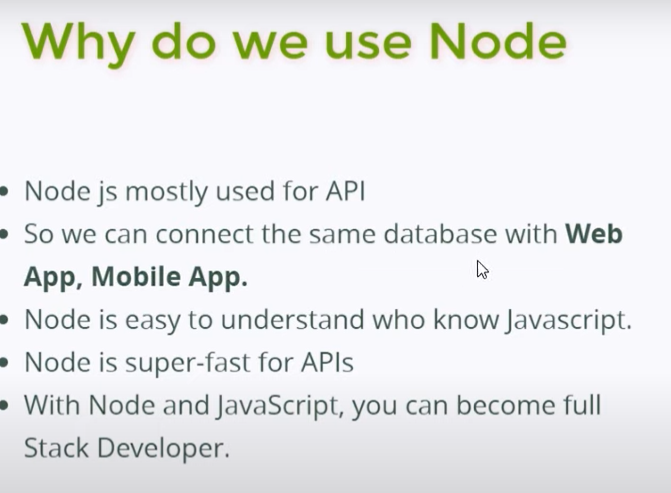 Why do we use Node
• Node js mostly used for API
• So we can connect the same database with Web
App, Mobile App.
• Node is easy to understand who know Javascript.
• Node is super-fast for APIs
• With Node and JavaScript, you can become full
Stack Developer.